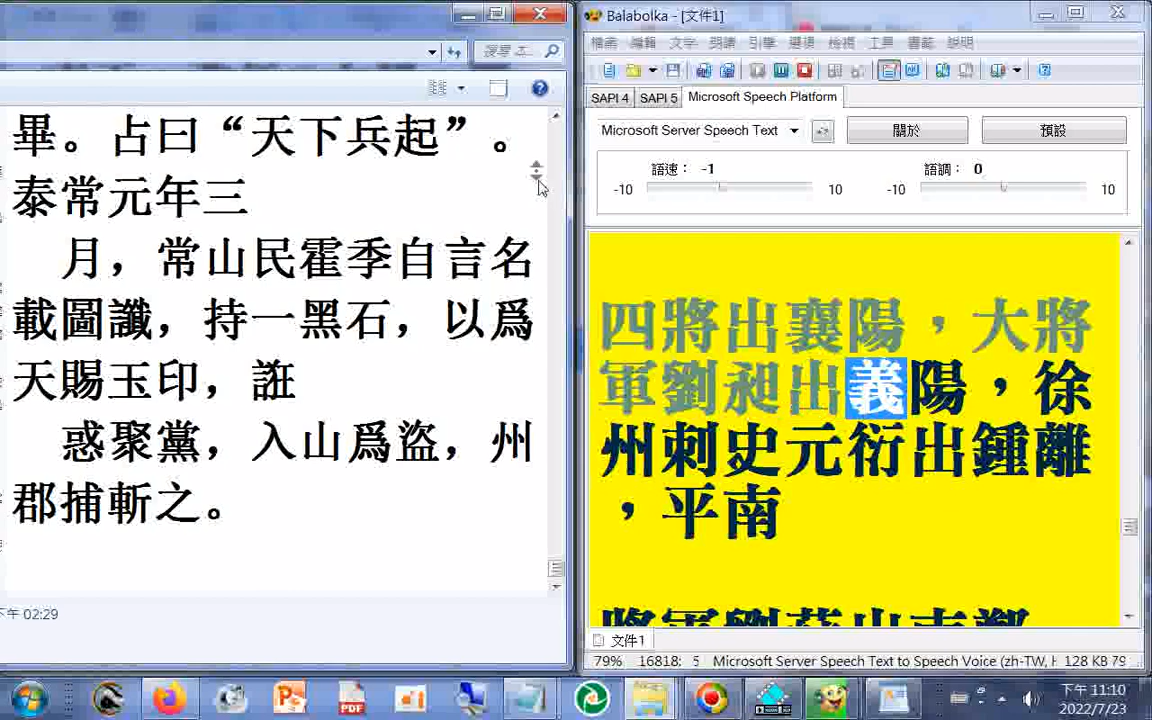 搜尋 本...
畢。占曰“天下兵起”。
泰常元年三
月，常山民霍季自言名
載圖讖，持一黑石，以爲
天賜玉印，誑
惑聚黨，入山爲盜，州
郡捕斬之。
下午 02:29
Balabolka - [文件1]
檔案 編輯 文字 朗讀 引擎 選項 檢視 工具 書籤 說明
SAPI 4 SAPI 5 Microsoft Speech Platform
Microsoft Server Speech Text
關於
預設
語速： -1
語調： 0
-10 10 -10 10
四將出襄陽，大將
軍劉昶出義陽，徐
州刺史元衍出鍾離
，平南
文件1
79% 16818: 5 Microsoft Server Speech Text to Speech Voice (zh-TW, H 128 KB 79
PDF
下午 11:10
2022/7/23